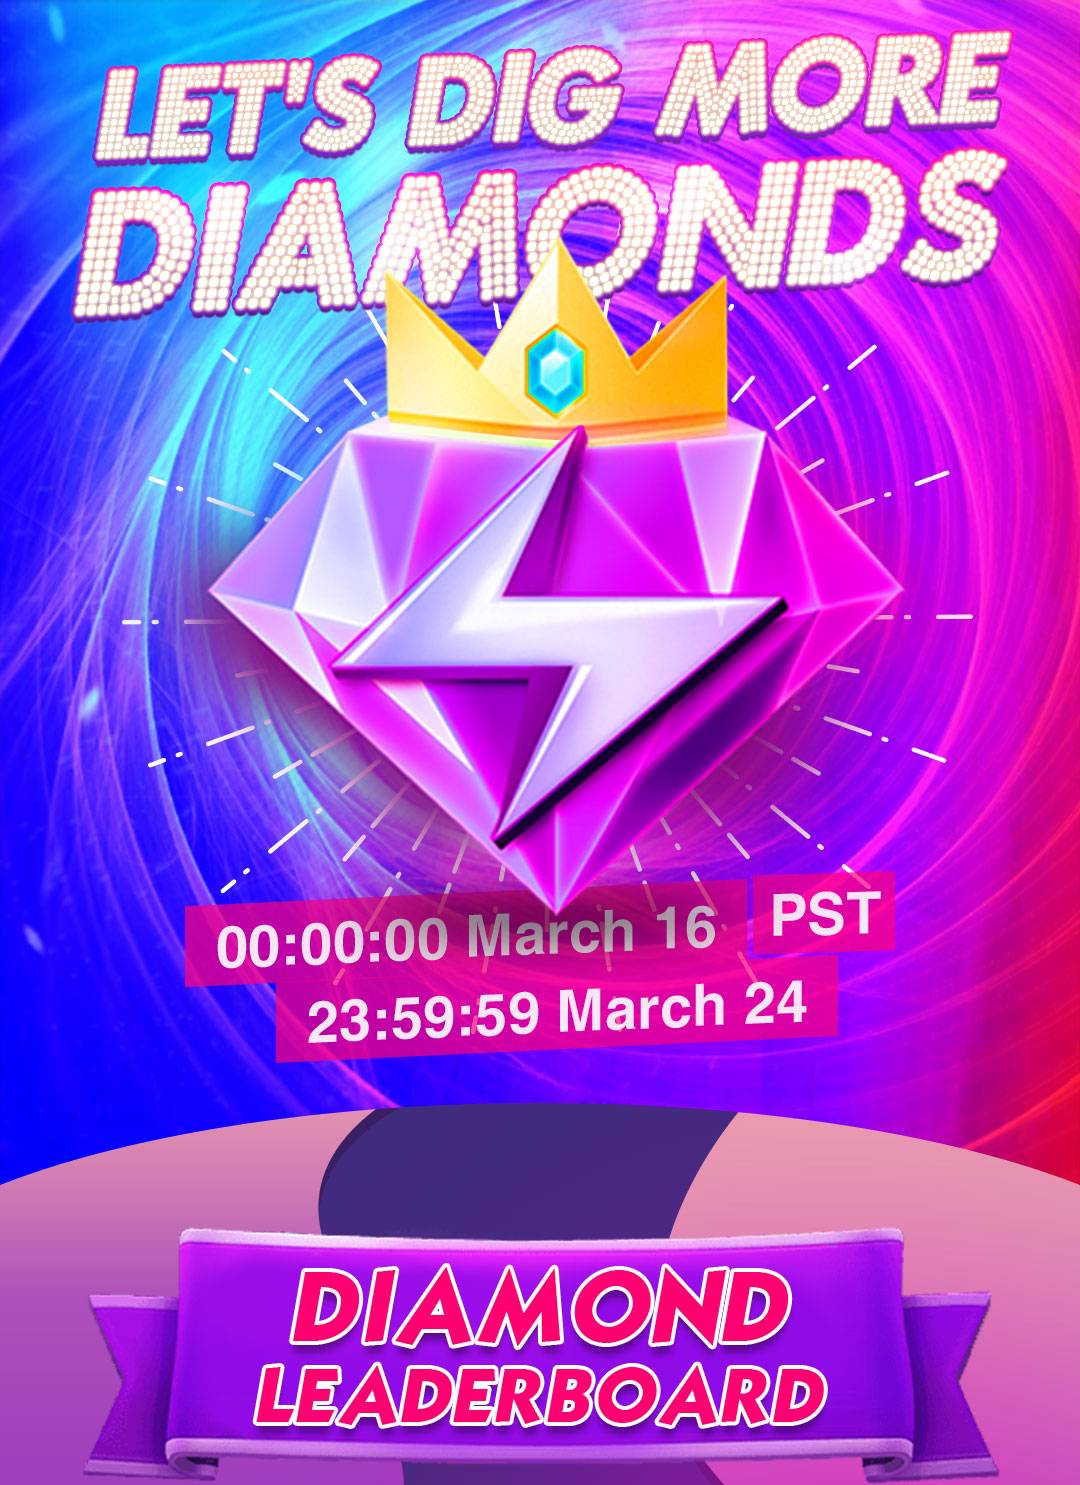 LET'S DIG MORE
DIAMONDS
00:00:00 March 16 PST
23:59:59 March 24
DIAMOND
LEADERBOARD